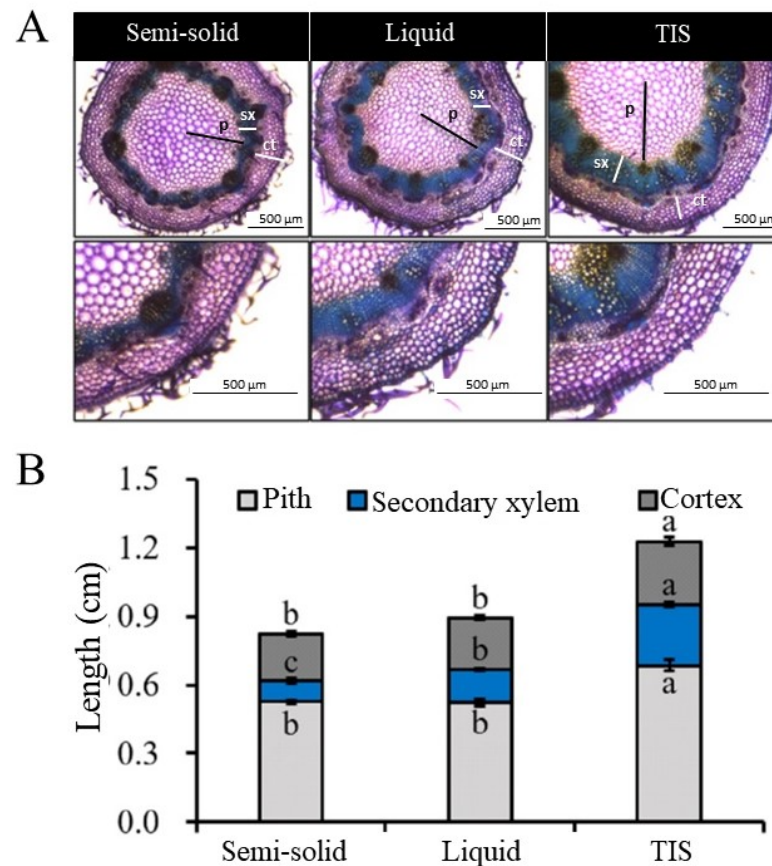 A
Semi-solid Liquid TIS
sx p ct 500 µm
sx p ct 500 µm
p sx ct 500 µm
500 µm 500 µm 500 µm
B
Length (cm)
1.5
1.2
0.9
0.6
0.3
0.0
Pith Secondary xylem Cortex
b c b
b b b
a a a
Semi-solid Liquid TIS